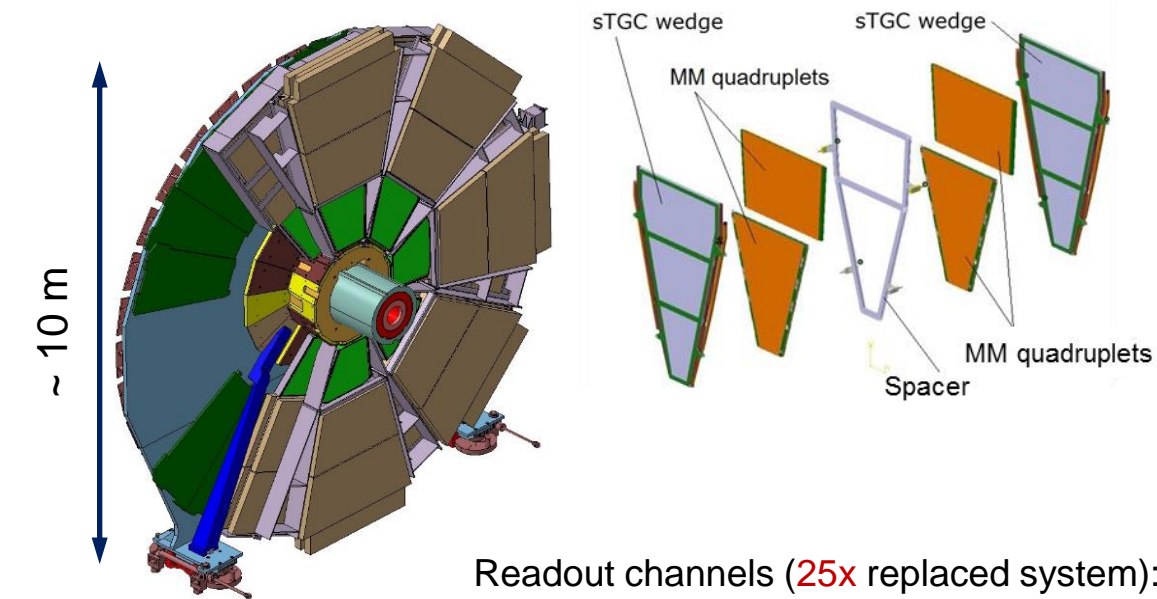 sTGC wedge
sTGC wedge
MM quadruplets
~ 10 m
MM quadruplets
Spacer
Readout channels (25x replaced system):